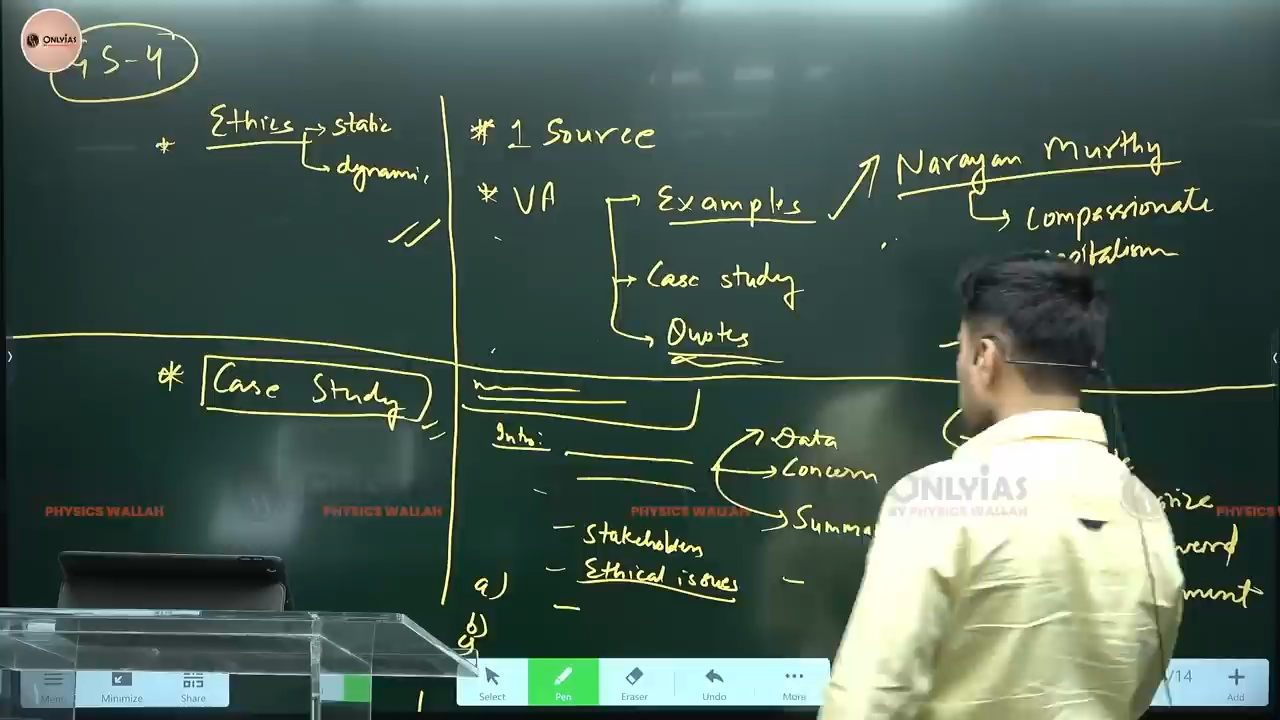 ONLYIAS
GS-4
* Ethics → static
→ dynamic
* 1 Source
* VA
→ Examples
→ Case study
→ Quotes
Narayan Murthy
→ Compassionate
* Case Study
Intro:
→ Data
→ Concern
→ Summa
- Stakeholders
- Ethical issues -
-
a)
b)
ONLYIAS
BY PHYSICS WALLAH
PHYSICS WALLAH
PHYSICS WALLAH
PHYSICS WALLAH
PHYSICS
Menu
Minimize
Share
Select
Pen
Eraser
Undo
More
/14
Add